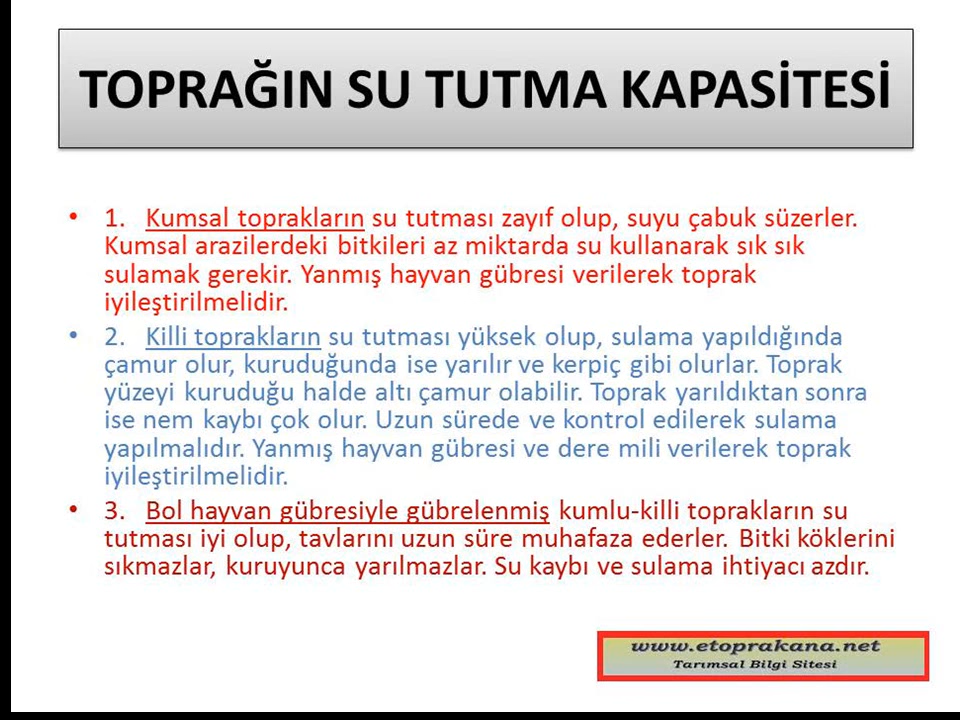 TOPRAĞIN SU TUTMA KAPASİTESİ
• 1. Kumsal toprakların su tutması zayıf olup, suyu çabuk süzerler.
Kumsal arazilerdeki bitkileri az miktarda su kullanarak sık sık
sulamak gerekir. Yanmış hayvan gübresi verilerek toprak
iyileştirilmelidir.
• 2. Killi toprakların su tutması yüksek olup, sulama yapıldığında
çamur olur, kuruduğunda ise yarılır ve kerpiç gibi olurlar. Toprak
yüzeyi kuruduğu halde altı çamur olabilir. Toprak yarıldıktan sonra
ise nem kaybı çok olur. Uzun sürede ve kontrol edilerek sulama
yapılmalıdır. Yanmış hayvan gübresi ve dere mili verilerek toprak
iyileştirilmelidir.
• 3. Bol hayvan gübresiyle gübrelenmiş kumlu-killi toprakların su
tutması iyi olup, tavlarını uzun süre muhafaza ederler. Bitki köklerini
sıkmazlar, kuruyunca yarılmazlar. Su kaybı ve sulama ihtiyacı azdır.
www.etoprakana.net
Tarımsal Bilgi Sitesi